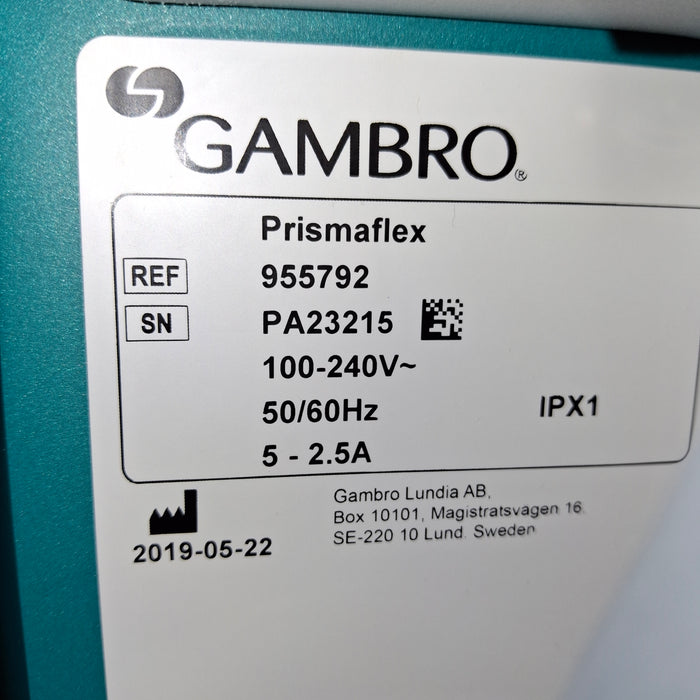 GAMBRO®
Prismaflex
REF 955792
SN PA23215
100-240V~
50/60Hz IPX1
5 - 2.5A
2019-05-22
Gambro Lundia AB,
Box 10101, Magistratsvagen 16.
SE-220 10 Lund. Sweden